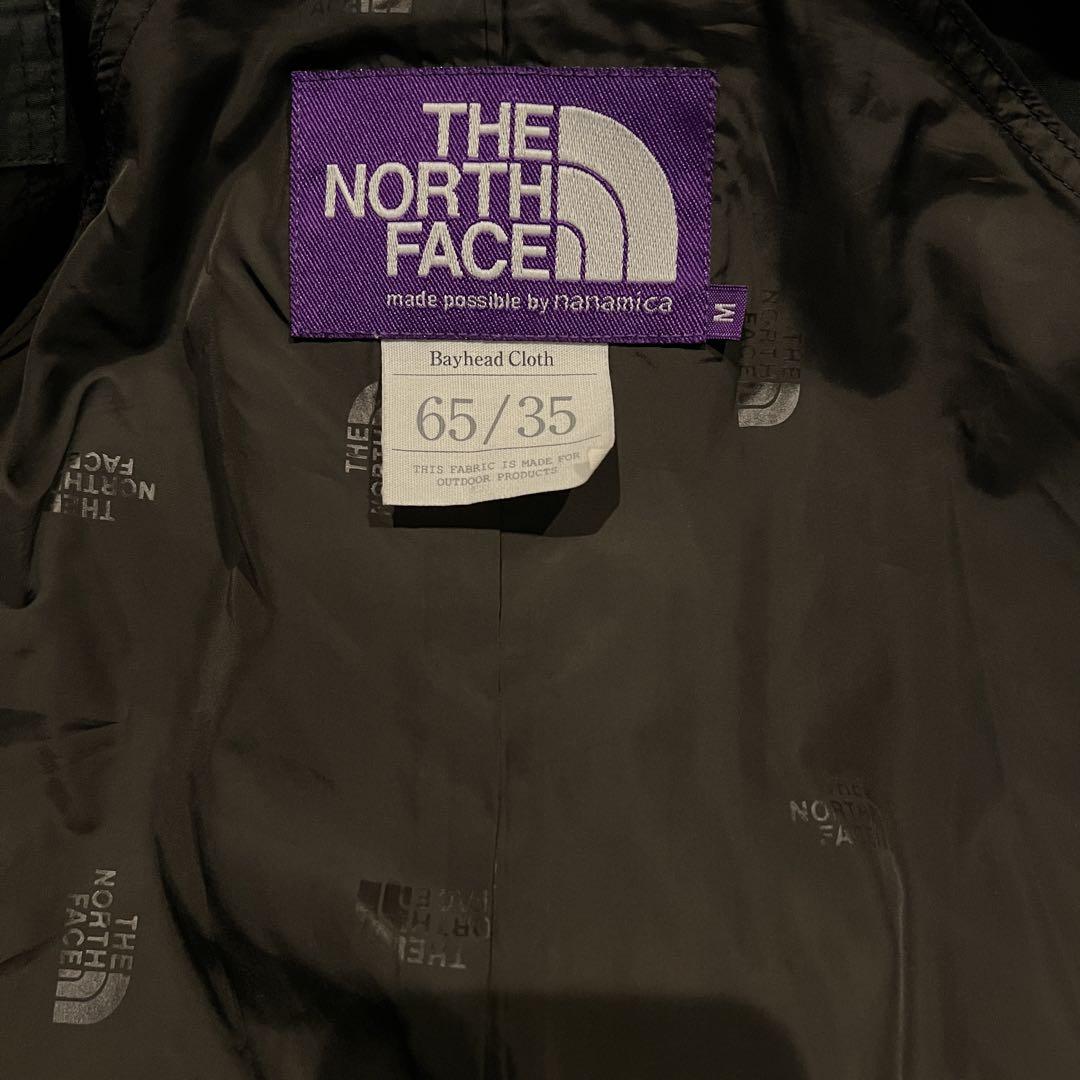 FACE
THE
NORTH
FACE
made possible by nanamica
M
Bayhead Cloth
65/35
THIS FABRIC IS MADE FOR
OUTDOOR PRODUCTS
THE
NORTH
FACE
THE
NORTH
THE
NORTH
FACE
THE
NORTH
FACE
THE
NORTH
FACE
THE
NORTH
FACE